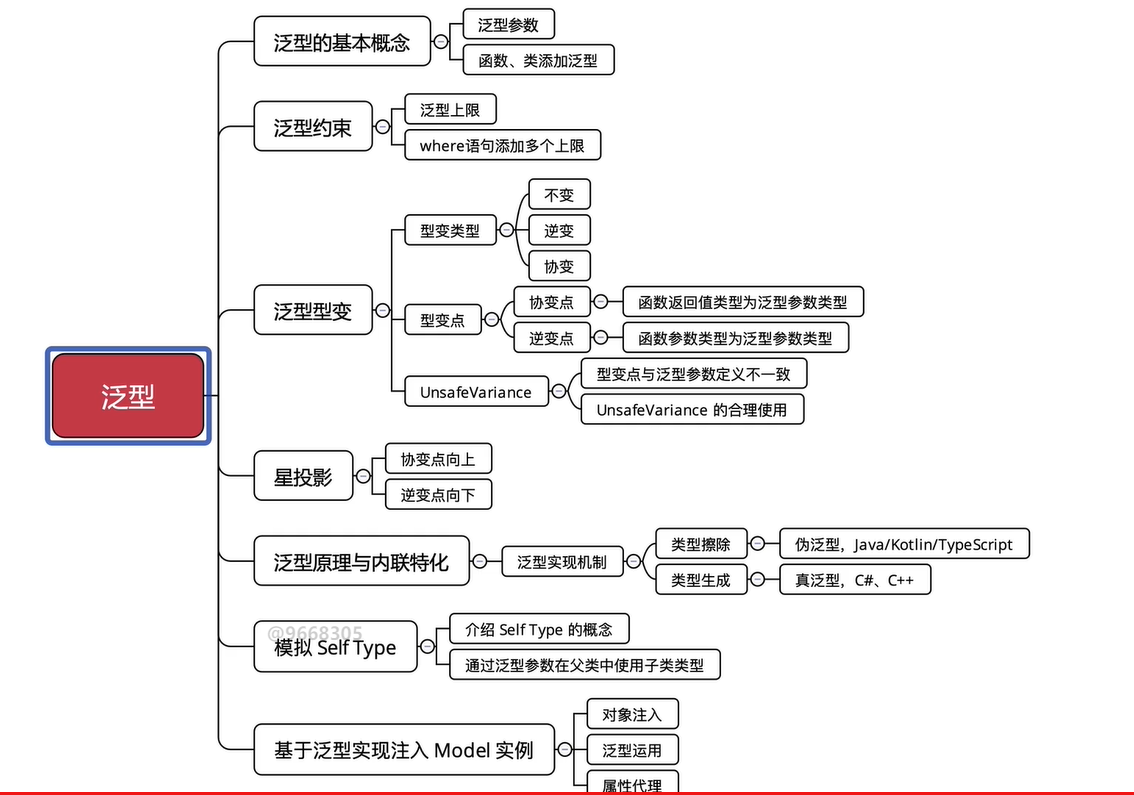 泛型
泛型的基本概念
泛型参数
函数、类添加泛型
泛型约束
泛型上限
where语句添加多个上限
泛型型变
型变类型
不变
逆变
协变
型变点
协变点
函数返回值类型为泛型参数类型
逆变点
函数参数类型为泛型参数类型
UnsafeVariance
型变点与泛型参数定义不一致
UnsafeVariance 的合理使用
星投影
协变点向上
逆变点向下
泛型原理与内联特化
泛型实现机制
类型擦除
伪泛型，Java/Kotlin/TypeScript
类型生成
真泛型，C#、C++
@9668305
模拟 Self Type
介绍 Self Type 的概念
通过泛型参数在父类中使用子类类型
基于泛型实现注入 Model 实例
对象注入
泛型运用
属性代理